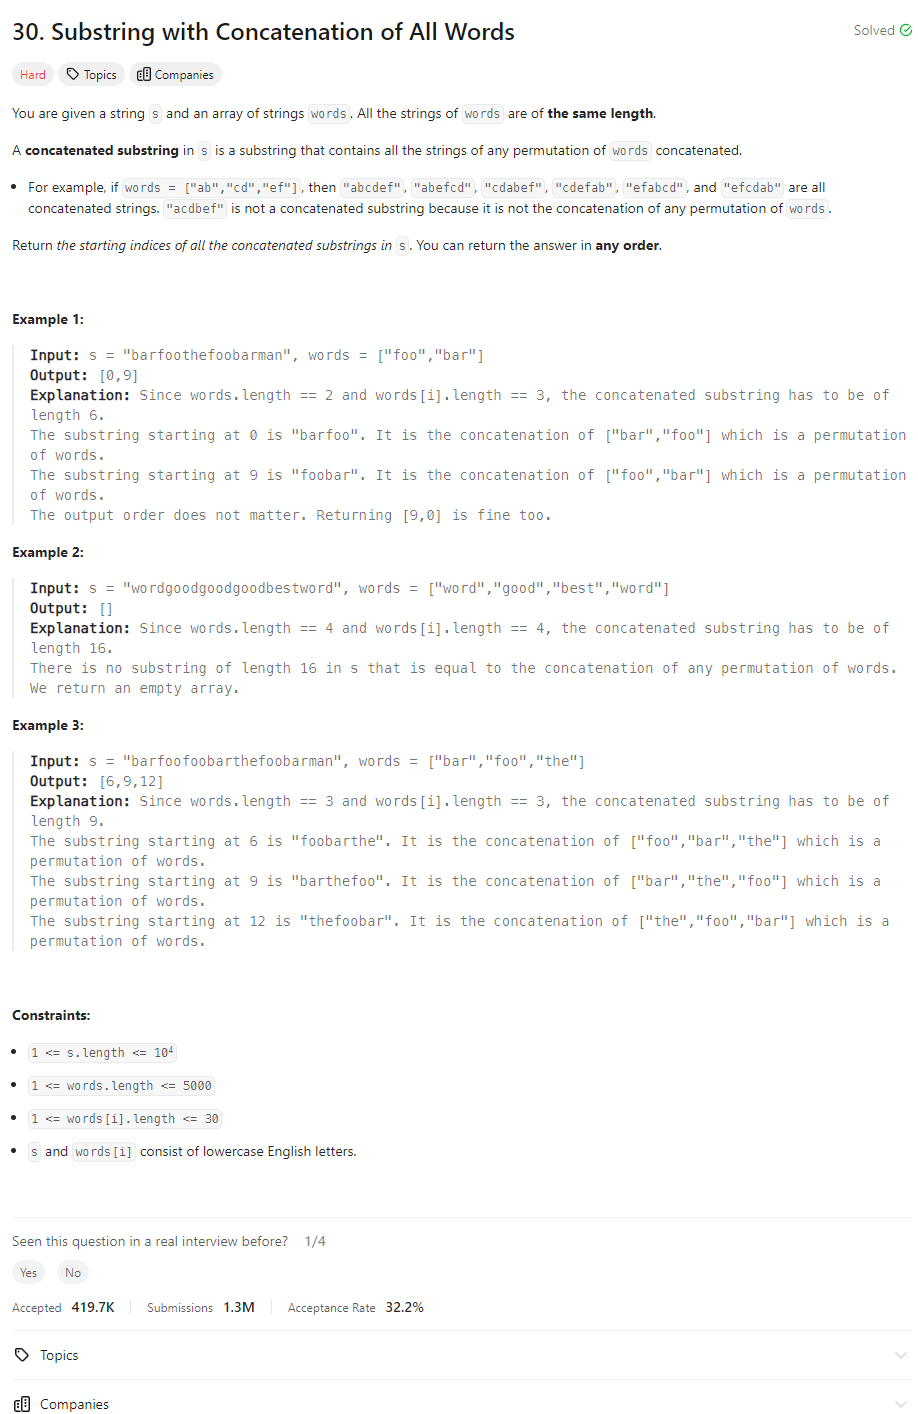 30. Substring with Concatenation of All Words
Solved
Hard Topics Companies
You are given a string s and an array of strings words. All the strings of words are of the same length.
A concatenated substring in s is a substring that contains all the strings of any permutation of words concatenated.
• For example, if words = ["ab","cd","ef"], then "abcdef", "abefcd", "cdabef", "cdefab", "efabcd", and "efcdab" are all
concatenated strings. "acdbef" is not a concatenated substring because it is not the concatenation of any permutation of words.
Return the starting indices of all the concatenated substrings in s. You can return the answer in any order.
Example 1:
Input: s = "barfoothefoobarman", words = ["foo","bar"]
Output: [0,9]
Explanation: Since words.length == 2 and words[i].length == 3, the concatenated substring has to be of
length 6.
The substring starting at 0 is "barfoo". It is the concatenation of ["bar","foo"] which is a permutation
of words.
The substring starting at 9 is "foobar". It is the concatenation of ["foo","bar"] which is a permutation
of words.
The output order does not matter. Returning [9,0] is fine too.
Example 2:
Input: s = "wordgoodgoodgoodbestword", words = ["word","good","best","word"]
Output: []
Explanation: Since words.length == 4 and words[i].length == 4, the concatenated substring has to be of
length 16.
There is no substring of length 16 in s that is equal to the concatenation of any permutation of words.
We return an empty array.
Example 3:
Input: s = "barfoofoobarthefoobarman", words = ["bar","foo","the"]
Output: [6,9,12]
Explanation: Since words.length == 3 and words[i].length == 3, the concatenated substring has to be of
length 9.
The substring starting at 6 is "foobarthe". It is the concatenation of ["foo","bar","the"] which is a
permutation of words.
The substring starting at 9 is "barthefoo". It is the concatenation of ["bar","the","foo"] which is a
permutation of words.
The substring starting at 12 is "thefoobar". It is the concatenation of ["the","foo","bar"] which is a
permutation of words.
Constraints:
• 1 <= s.length <= 10⁴
• 1 <= words.length <= 5000
• 1 <= words[i].length <= 30
• s and words[i] consist of lowercase English letters.
Seen this question in a real interview before? 1/4
Yes No
Accepted 419.7K Submissions 1.3M Acceptance Rate 32.2%
Topics
Companies